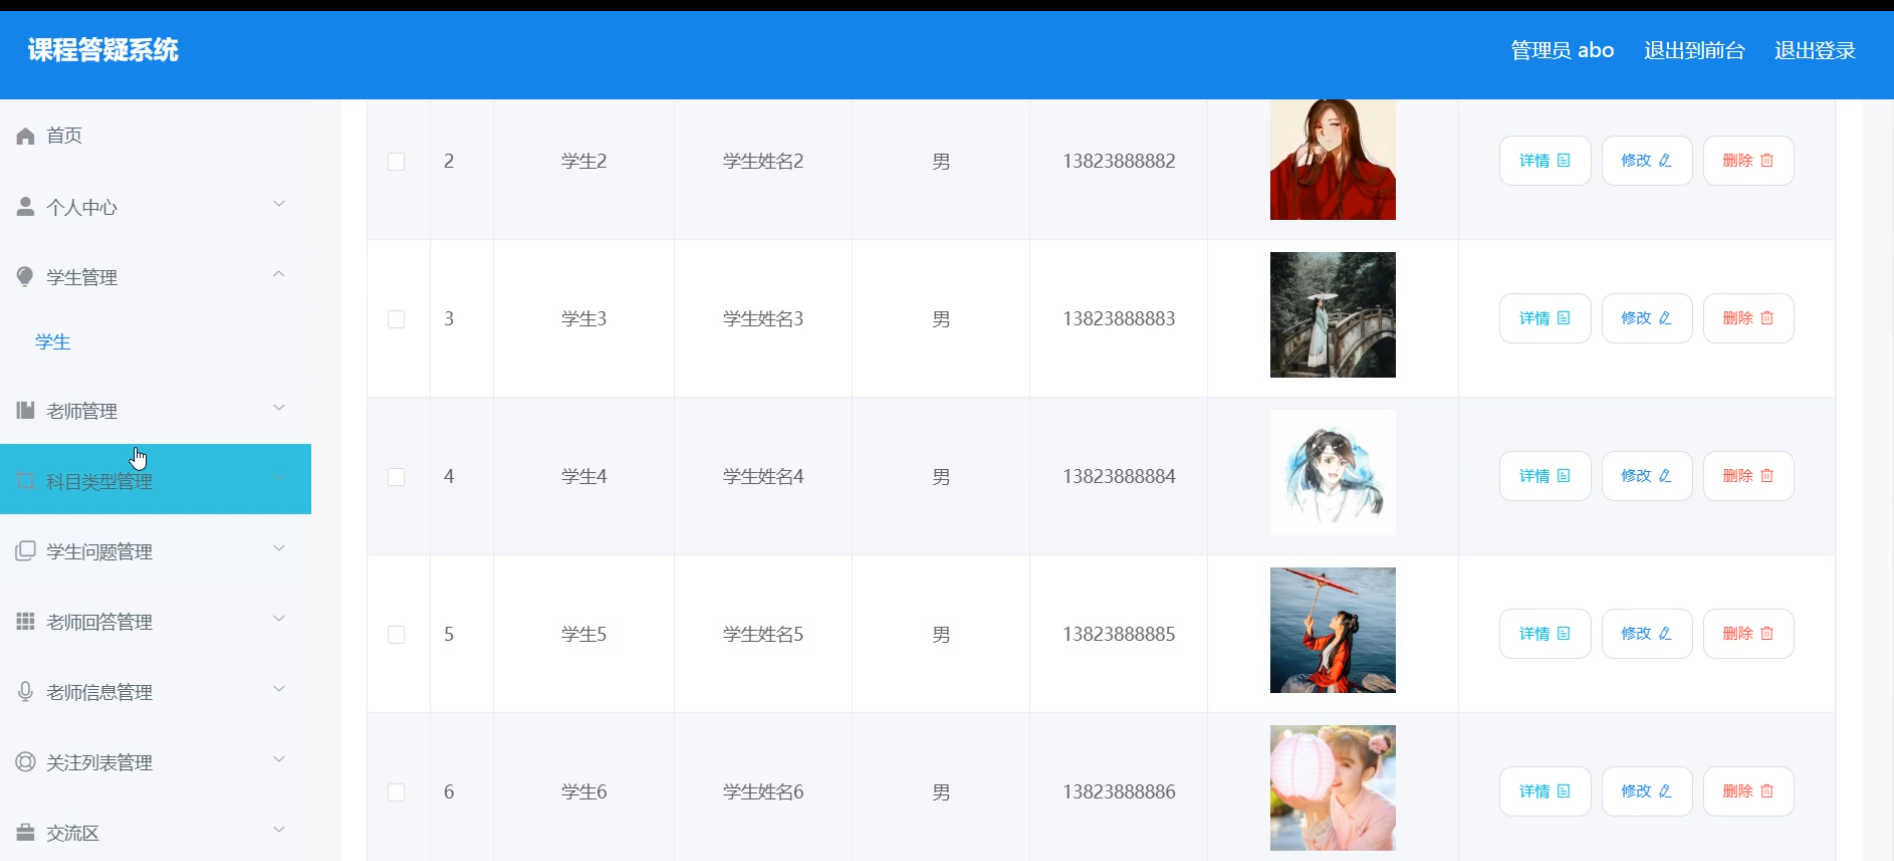 课程答疑系统
管理员 abo 退出到前台 退出登录
首页
个人中心
学生管理
学生
老师管理
科目类型管理
学生问题管理
老师回答管理
老师信息管理
关注列表管理
交流区
2 学生2 学生姓名2 男 13823888882 详情 修改 删除
3 学生3 学生姓名3 男 13823888883 详情 修改 删除
4 学生4 学生姓名4 男 13823888884 详情 修改 删除
5 学生5 学生姓名5 男 13823888885 详情 修改 删除
6 学生6 学生姓名6 男 13823888886 详情 修改 删除